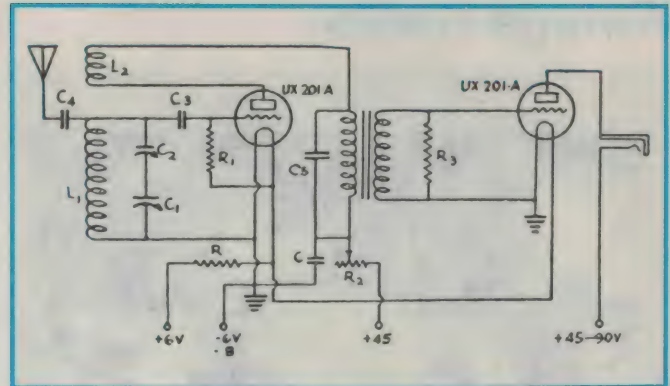 L₂
UX 201 A
UX 201-A
C₄
C₃
C₂
R₁
C₅
R₃
L₁
C₁
R
C
R₂
+6V
-6V
-B
+45
+45-90V